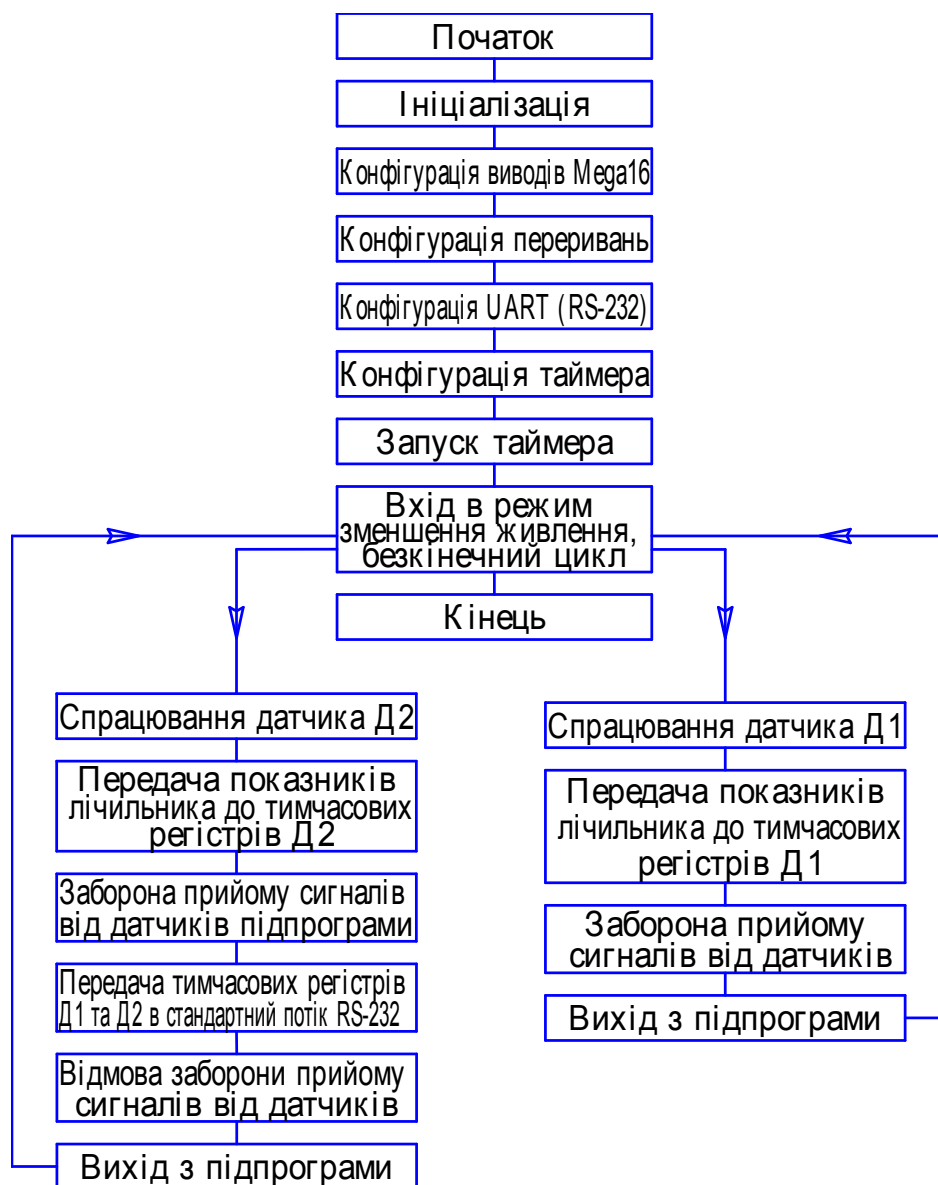 Початок
Ініціалізація
Конфігурація виводів Mega16
Конфігурація переривань
Конфігурація UART (RS-232)
Конфігурація таймера
Запуск таймера
Вхід в режим
зменшення живлення,
безкінечний цикл
Кінець
Спрацювання датчика Д2
Передача показників
лічильника до тимчасових
регістрів Д2
Заборона прийому сигналів
від датчиків підпрограми
Передача тимчасових регістрів
Д1 та Д2 в стандартний потік RS-232
Відмова заборони прийому
сигналів від датчиків
Вихід з підпрограми
Спрацювання датчика Д1
Передача показників
лічильника до тимчасових
регістрів Д1
Заборона прийому
сигналів від датчиків
Вихід з підпрограми